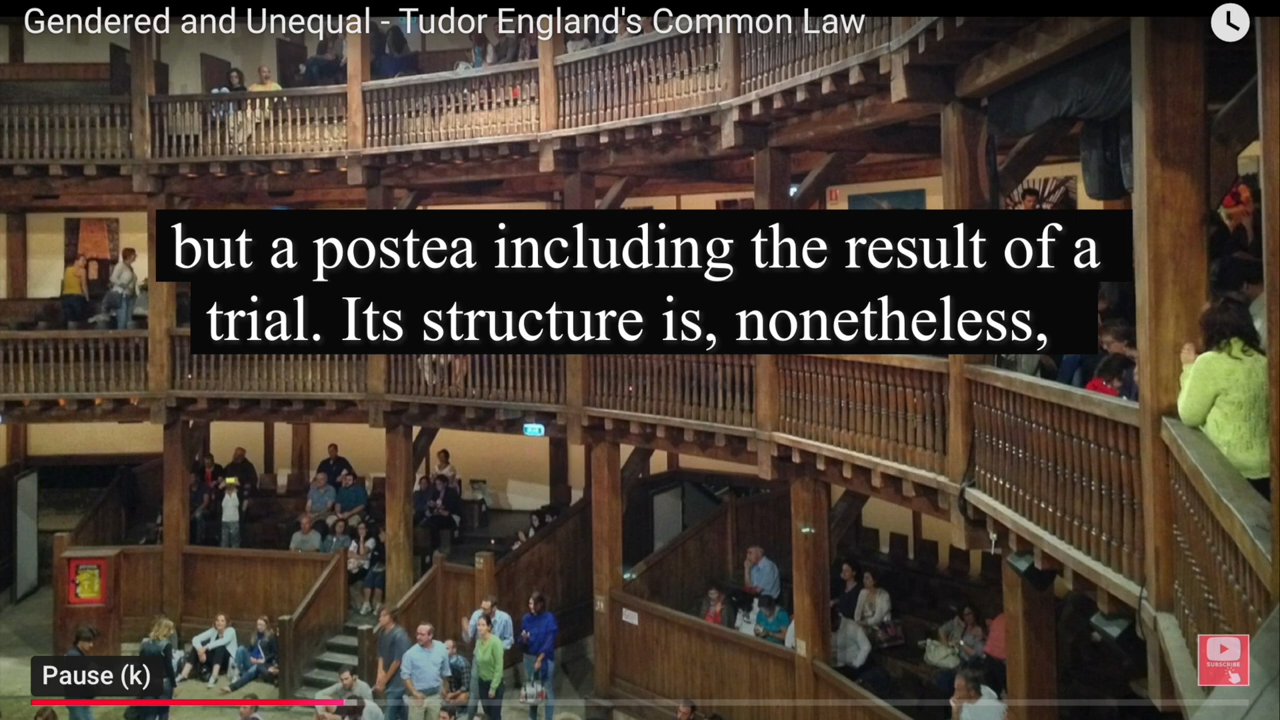 Gendered and Unequal - Tudor England's Common Law
but a postea including the result of a
trial. Its structure is, nonetheless,
Pause (k)
SUBSCRIBE